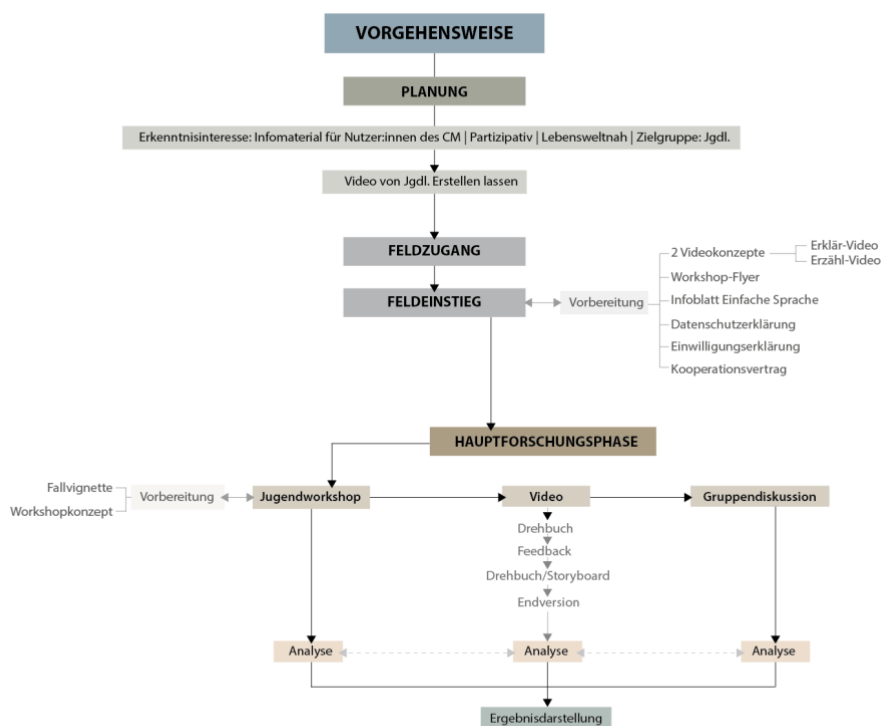 VORGEHENSWEISE
PLANUNG
Erkenntnisinteresse: Infomaterial für Nutzer:innen des CM | Partizipativ | Lebensweltnah | Zielgruppe: Jgdl.
Video von Jgdl. Erstellen lassen
FELDZUGANG
FELDEINSTIEG
Vorbereitung
2 Videokonzepte
Erklär-Video
Erzähl-Video
Workshop-Flyer
Infoblatt Einfache Sprache
Datenschutzerklärung
Einwilligungserklärung
Kooperationsvertrag
HAUPTFORSCHUNGSPHASE
Fallvignette
Workshopkonzept
Vorbereitung
Jugendworkshop
Video
Gruppendiskussion
Drehbuch
Feedback
Drehbuch/Storyboard
Endversion
Analyse
Analyse
Analyse
Ergebnisdarstellung